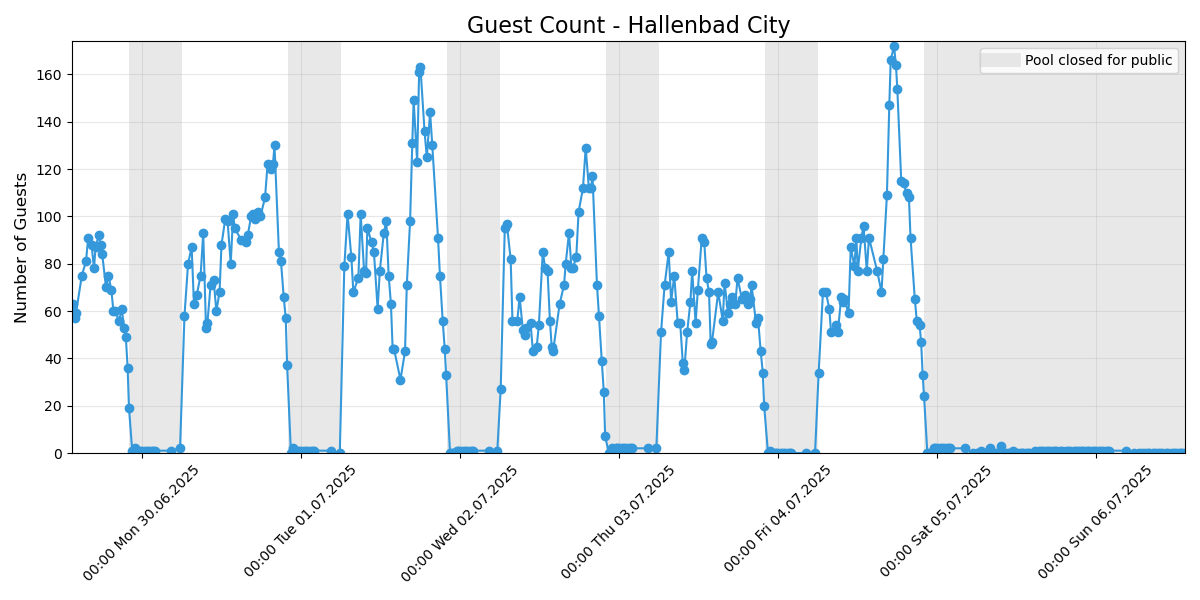 Guest Count - Hallenbad City
Pool closed for public
Number of Guests
160
140
120
100
80
60
40
20
0
00:00 Mon 30.06.2025
00:00 Tue 01.07.2025
00:00 Wed 02.07.2025
00:00 Thu 03.07.2025
00:00 Fri 04.07.2025
00:00 Sat 05.07.2025
00:00 Sun 06.07.2025